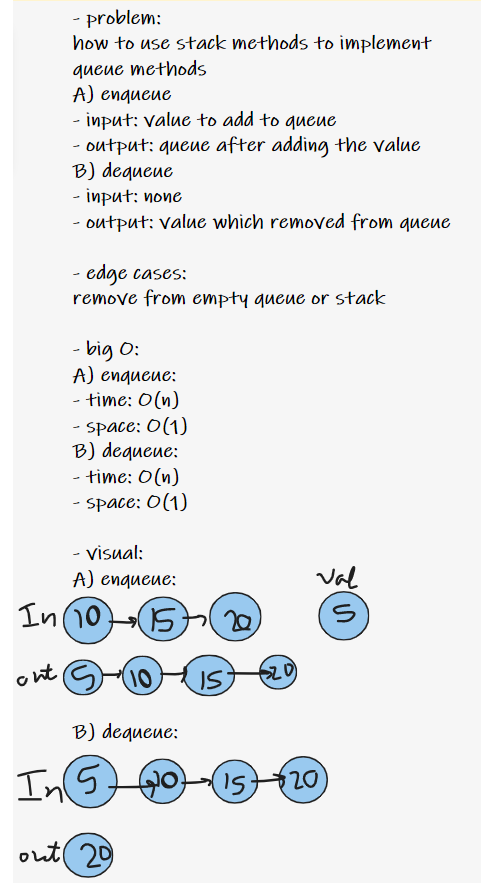 - problem:
how to use stack methods to implement
queue methods
A) enqueue
- input: value to add to queue
- output: queue after adding the value
B) dequeue
- input: none
- output: value which removed from queue
- edge cases:
remove from empty queue or stack
- big O:
A) enqueue:
- time: O(n)
- space: O(1)
B) dequeue:
- time: O(n)
- space: O(1)
- visual:
A) enqueue:
Val
In 10 15 20 5
out 5 10 15 20
B) dequeue:
In 5 10 15 20
out 20